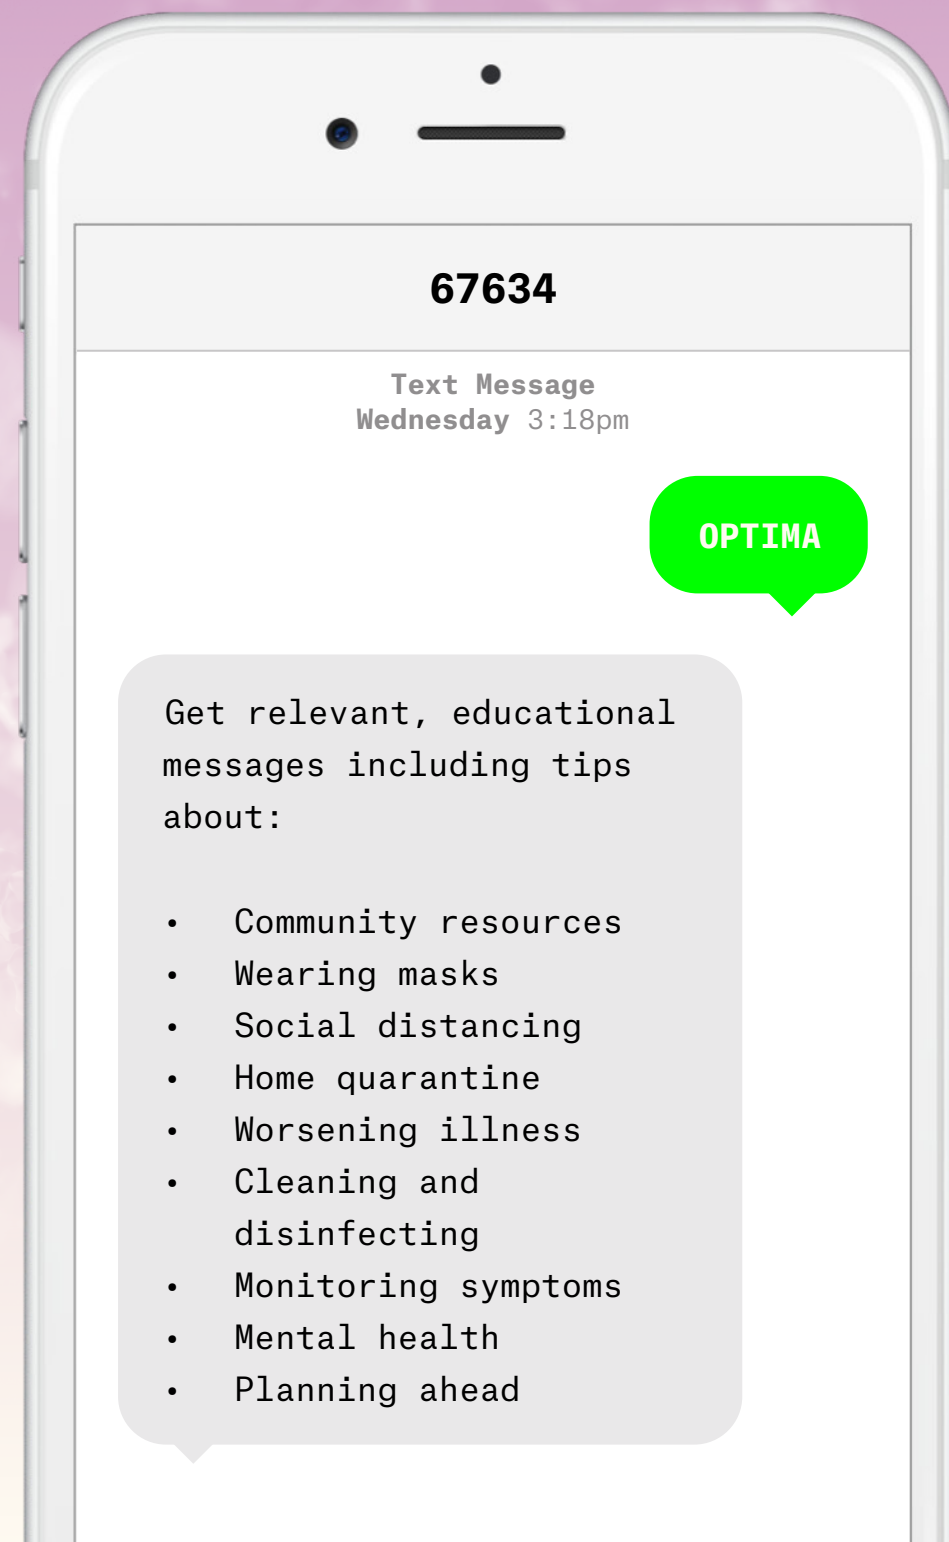 67634
Text Message
Wednesday 3:18pm
OPTIMA
Get relevant, educational
messages including tips
about:
• Community resources
• Wearing masks
• Social distancing
• Home quarantine
• Worsening illness
• Cleaning and
disinfecting
• Monitoring symptoms
• Mental health
• Planning ahead